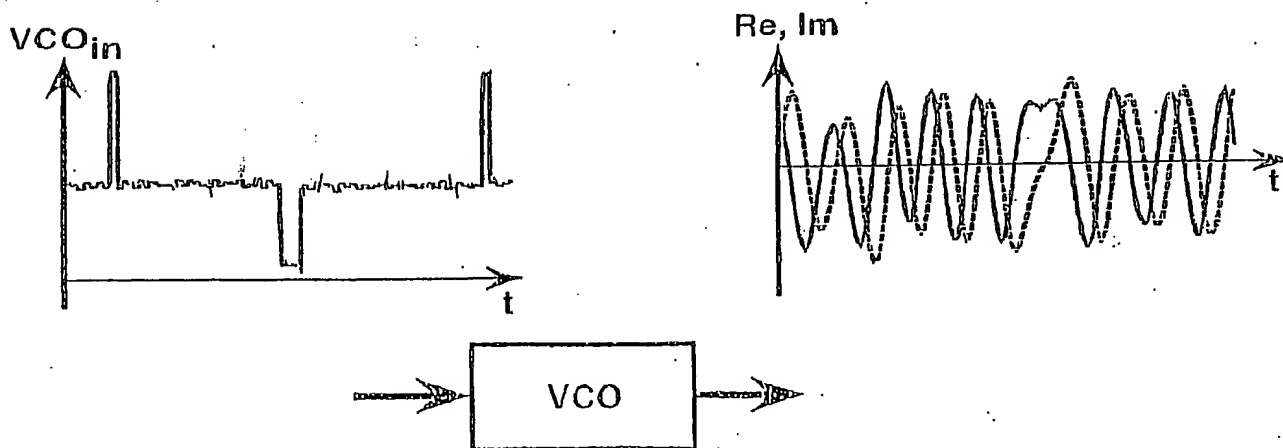 VCOin
Re, Im
t
t
VCO